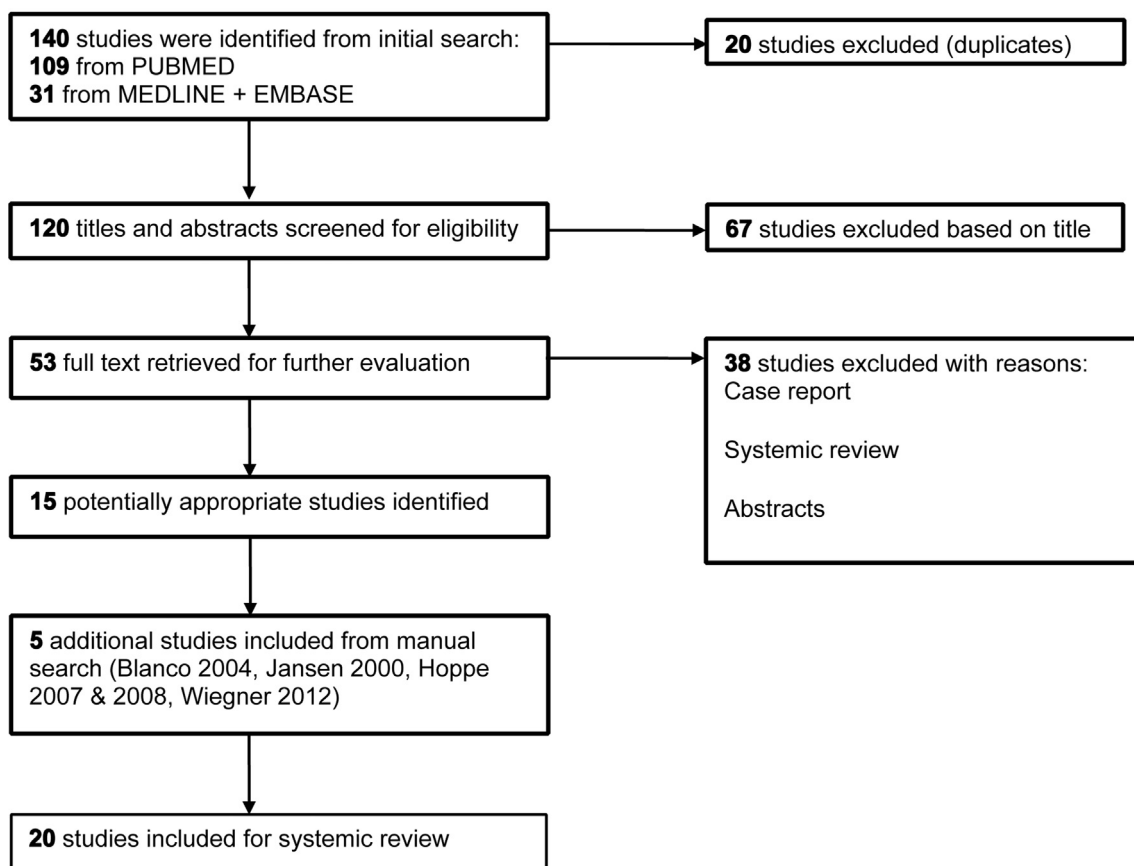 140 studies were identified from initial search:
109 from PUBMED
31 from MEDLINE + EMBASE
20 studies excluded (duplicates)
120 titles and abstracts screened for eligibility
67 studies excluded based on title
53 full text retrieved for further evaluation
38 studies excluded with reasons:
Case report
Systemic review
Abstracts
15 potentially appropriate studies identified
5 additional studies included from manual
search (Blanco 2004, Jansen 2000, Hoppe
2007 & 2008, Wiegner 2012)
20 studies included for systemic review